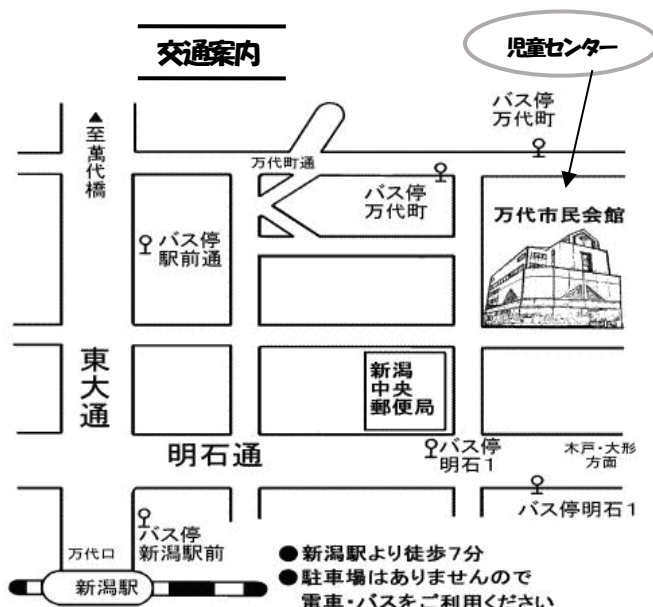 交通案内
児童センター
バス停
万代町
▲至萬代橋
万代町通
バス停
万代町
万代市民会館
バス停
駅前通
東大通
新潟
中央
郵便局
明石通
バス停
明石1
木戸・大形
方面
バス停明石1
バス停
新潟駅前
万代口
新潟駅
●新潟駅より徒歩7分
●駐車場はありませんので
電車・バスをご利用ください